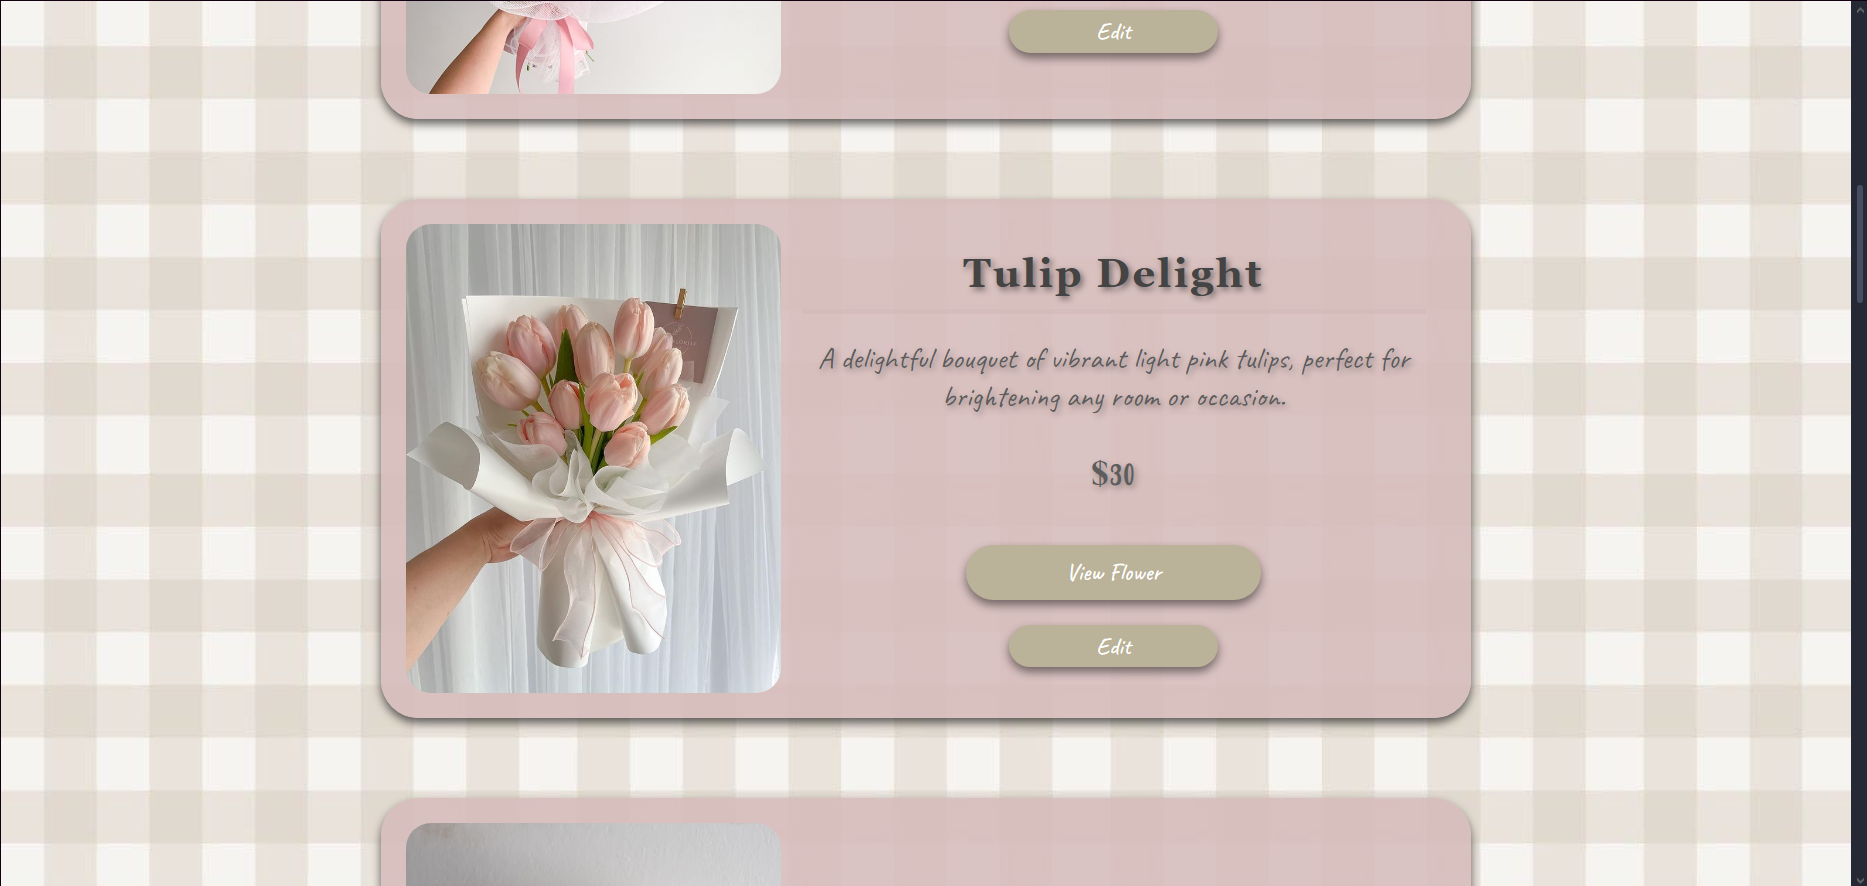 Edit
Tulip Delight
A delightful bouquet of vibrant light pink tulips, perfect for
brightening any room or occasion.
$30
View Flower
Edit